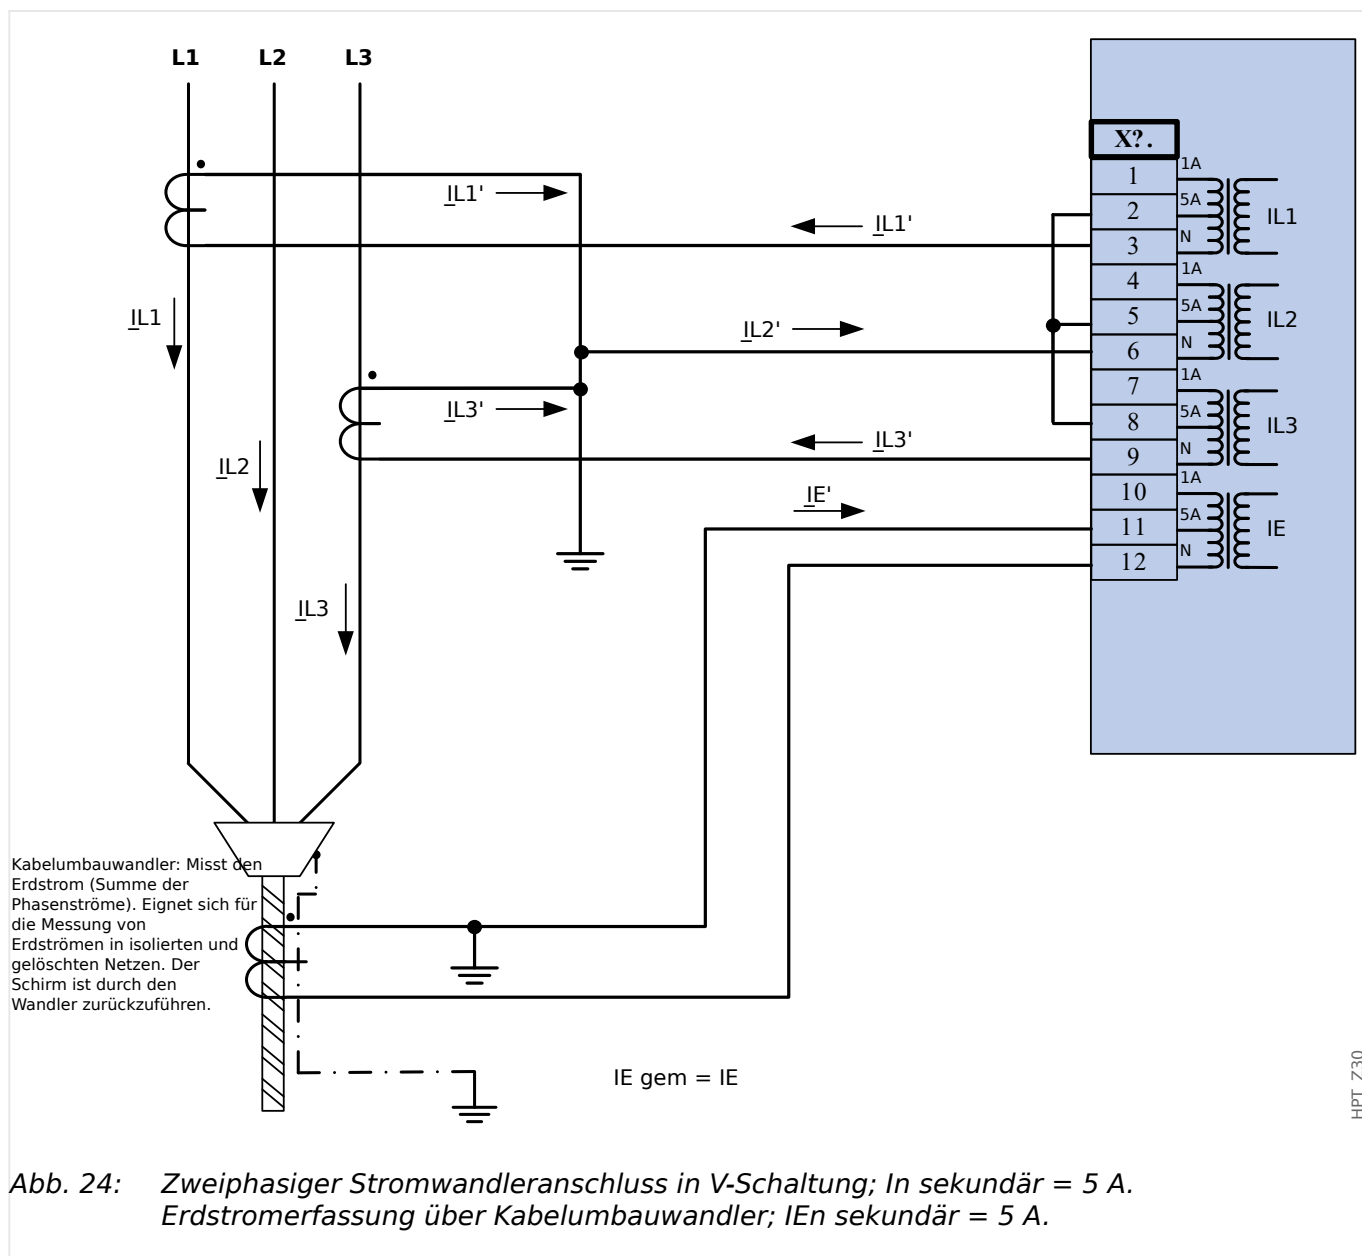 L1 L2 L3
X?.
1 1A
2 5A IL1
3 N
4 1A
5 5A IL2
6 N
7 1A
8 5A IL3
9 N
10 1A
11 5A IE
12 N
IL1'
IL1'
IL1
IL2'
IL3'
IL3'
IL2
IE'
IL3
Kabelumbauwandler: Misst den
Erdstrom (Summe der
Phasenströme). Eignet sich für
die Messung von
Erdströmen in isolierten und
gelöschten Netzen. Der
Schirm ist durch den
Wandler zurückzuführen.
IE gem = IE
HPT_Z30
Abb. 24: Zweiphasiger Stromwandleranschluss in V-Schaltung; In sekundär = 5 A.
Erdstromerfassung über Kabelumbauwandler; IEn sekundär = 5 A.